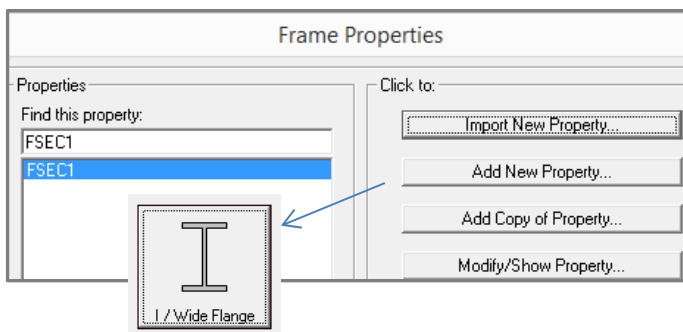 Frame Properties
Properties
Find this property:
FSEC1
FSEC1
Click to:
Import New Property...
Add New Property...
Add Copy of Property...
Modify/Show Property...
I / Wide Flange